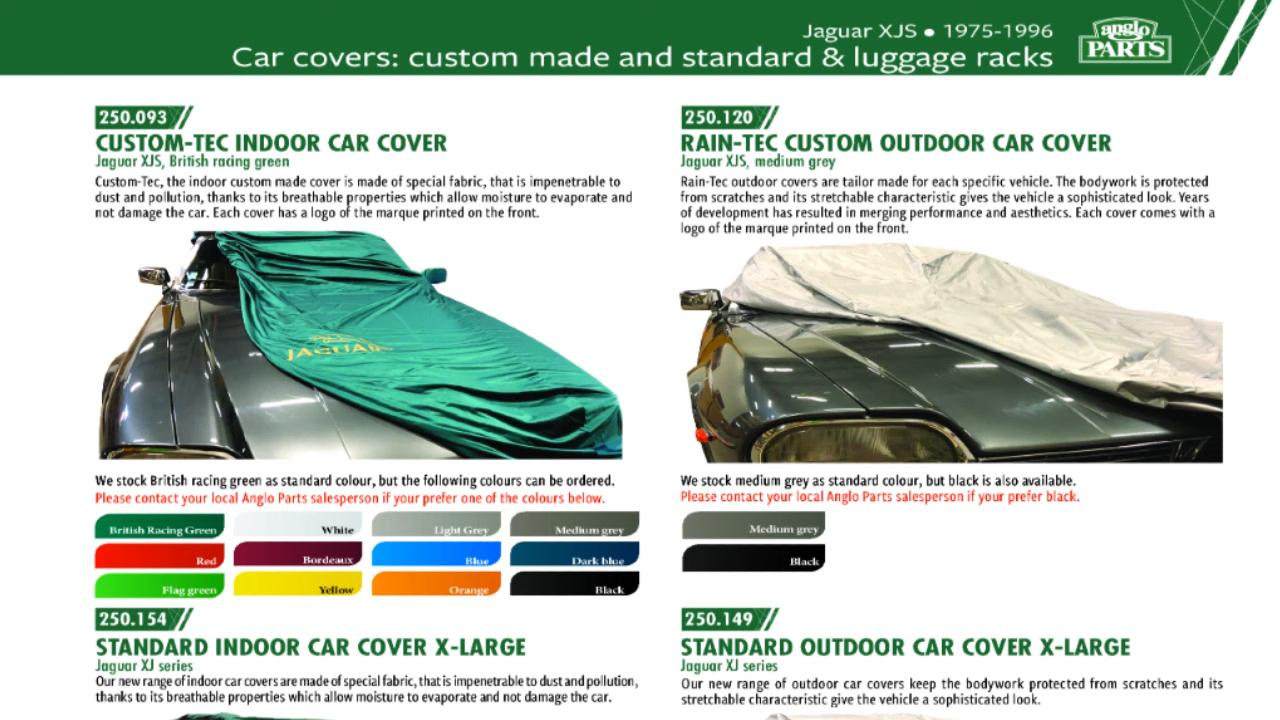 Jaguar XJS • 1975-1996
Car covers: custom made and standard & luggage racks
anglo
PARTS
250.093
CUSTOM-TEC INDOOR CAR COVER
Jaguar XJS, British racing green
Custom-Tec, the indoor custom made cover is made of special fabric, that is impenetrable to
dust and pollution, thanks to its breathable properties which allow moisture to evaporate and
not damage the car. Each cover has a logo of the marque printed on the front.
JAGUAR
We stock British racing green as standard colour, but the following colours can be ordered.
Please contact your local Anglo Parts salesperson if your prefer one of the colours below.
British Racing Green
White
Light Grey
Medium grey
Red
Bordeaux
Blue
Dark blue
Flag green
Yellow
Orange
Black
250.120
RAIN-TEC CUSTOM OUTDOOR CAR COVER
Jaguar XJS, medium grey
Rain-Tec outdoor covers are tailor made for each specific vehicle. The bodywork is protected
from scratches and its stretchable characteristic gives the vehicle a sophisticated look. Years
of development has resulted in merging performance and aesthetics. Each cover comes with a
logo of the marque printed on the front.
We stock medium grey as standard colour, but black is also available.
Please contact your local Anglo Parts salesperson if your prefer black.
Medium grey
Black
250.154
STANDARD INDOOR CAR COVER X-LARGE
Jaguar XJ series
Our new range of indoor car covers are made of special fabric, that is impenetrable to dust and pollution,
thanks to its breathable properties which allow moisture to evaporate and not damage the car.
250.149
STANDARD OUTDOOR CAR COVER X-LARGE
Jaguar XJ series
Our new range of outdoor car covers keep the bodywork protected from scratches and its
stretchable characteristic give the vehicle a sophisticated look.